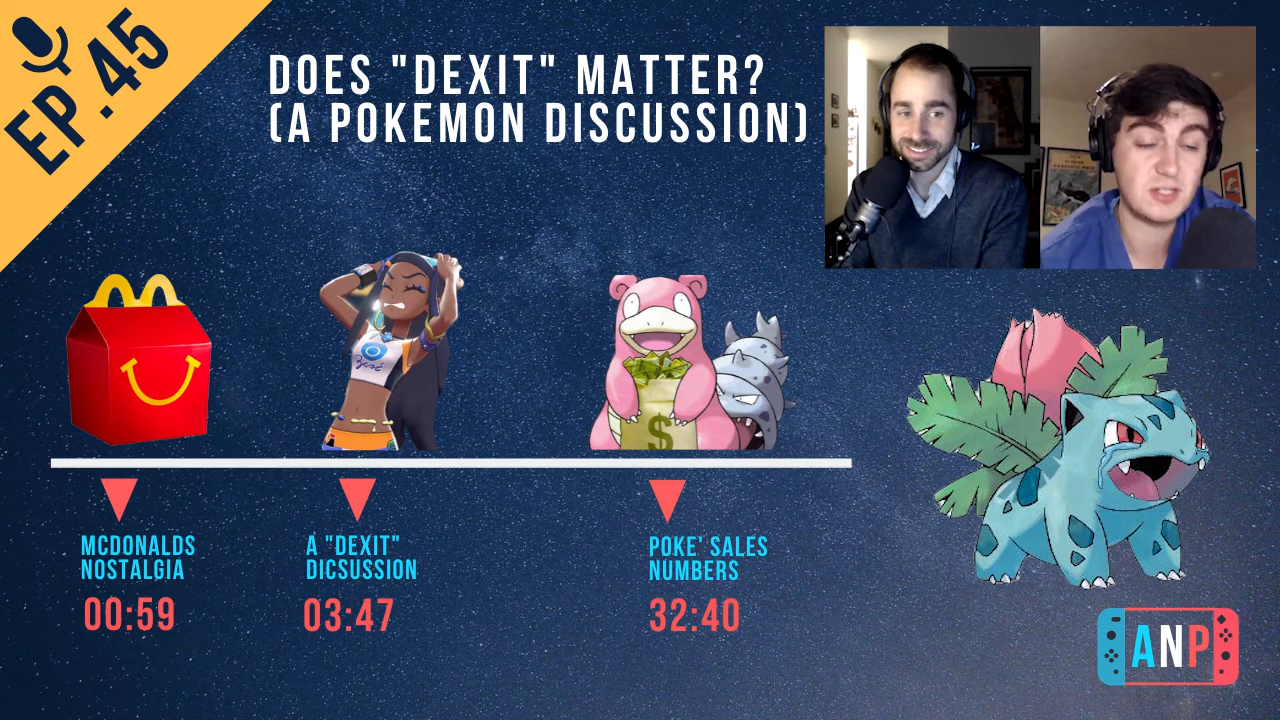 EP.45
DOES "DEXIT" MATTER?
(A POKEMON DISCUSSION)
$
MCDONALDS
NOSTALGIA
00:59
A "DEXIT"
DICSUSSION
03:47
POKE' SALES
NUMBERS
32:40
ANP